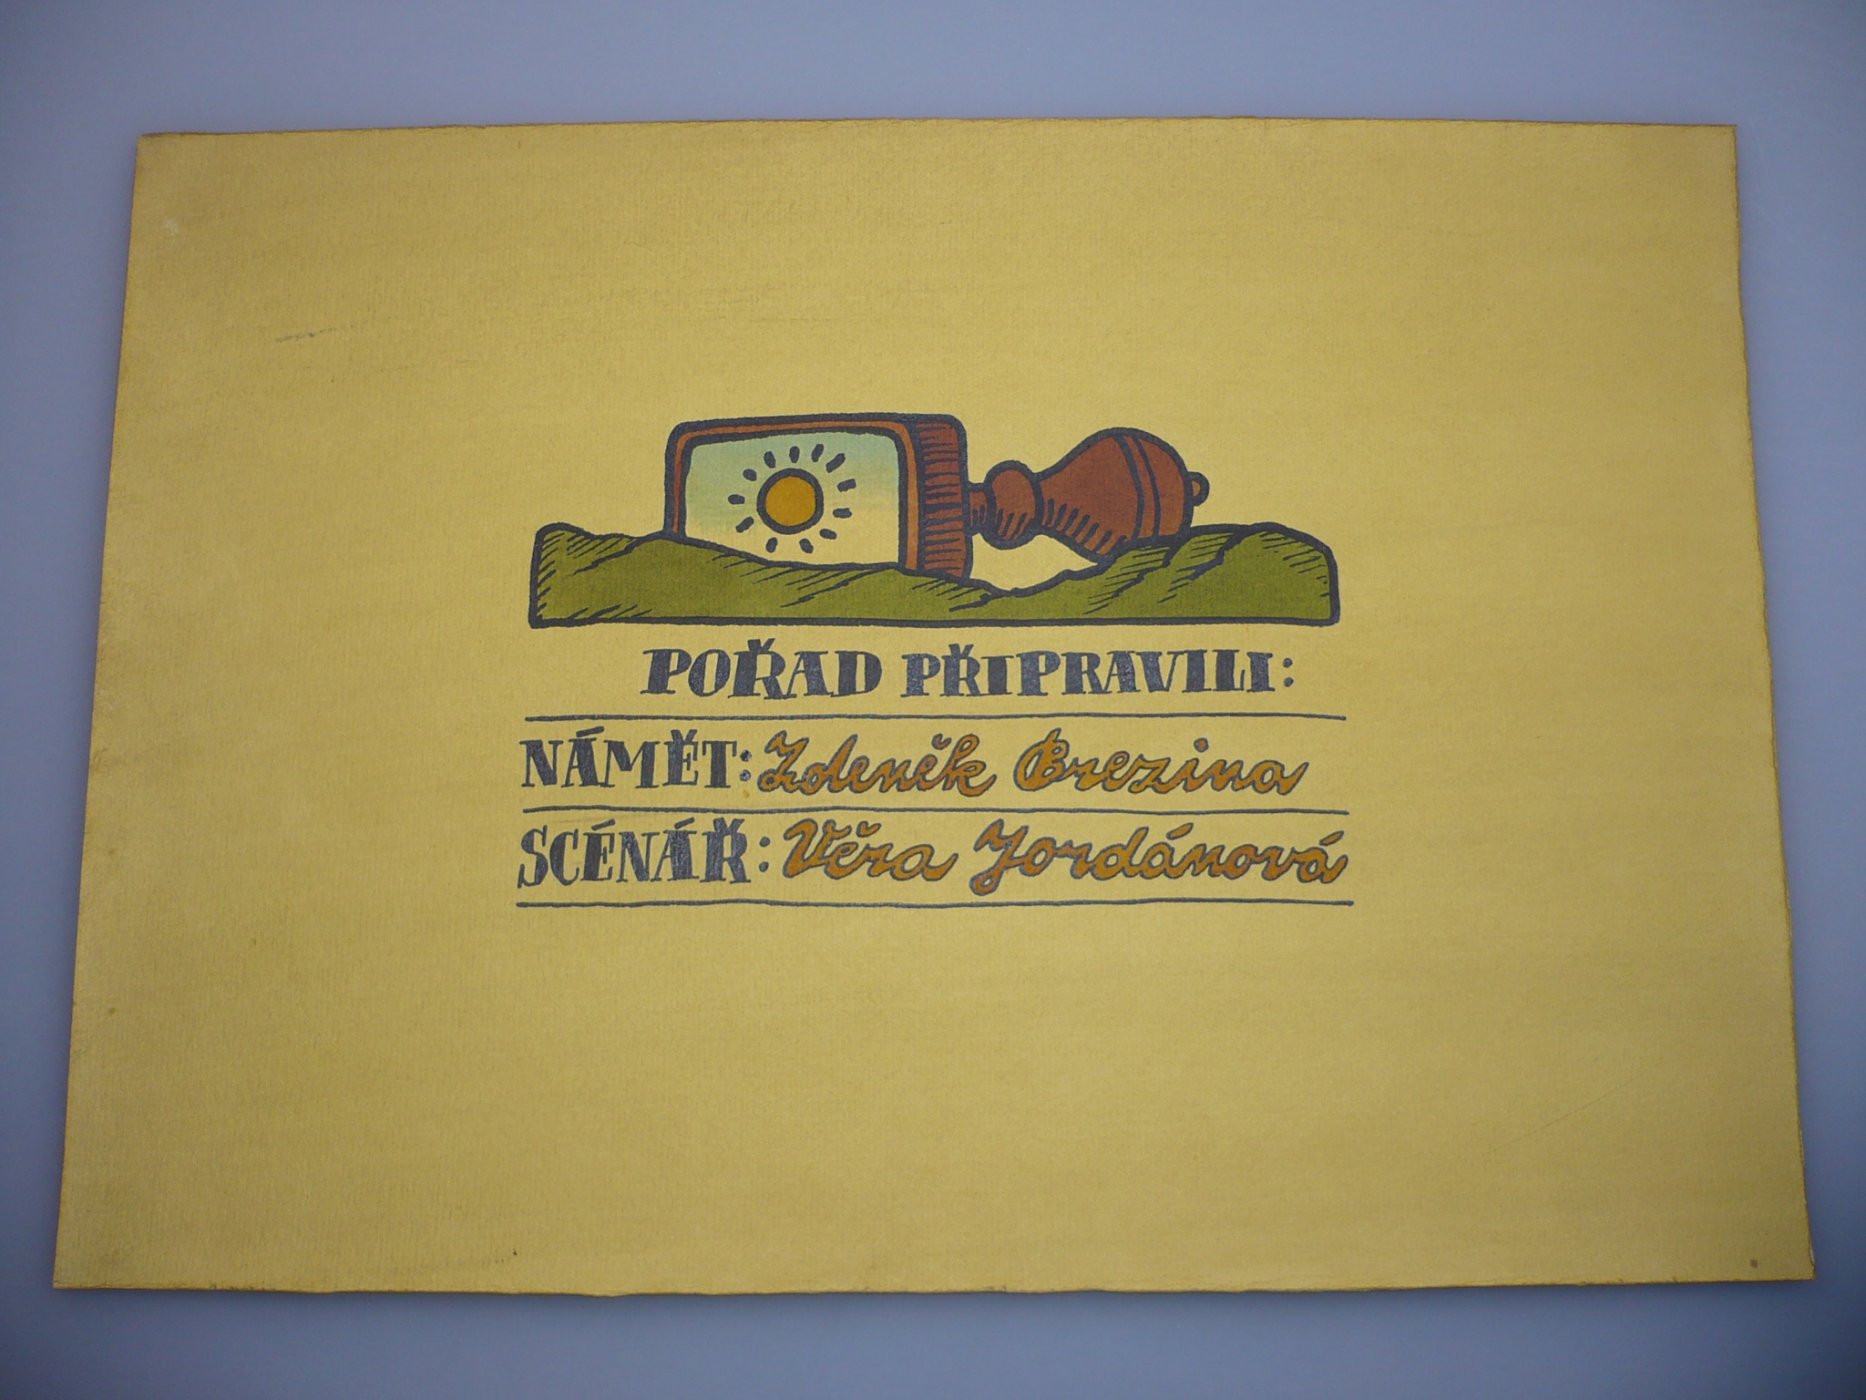 POŘAD PŘIPRAVILI:
NÁMĚT: Zdeněk Brezina
SCÉNÁŘ: Věra Jordánová